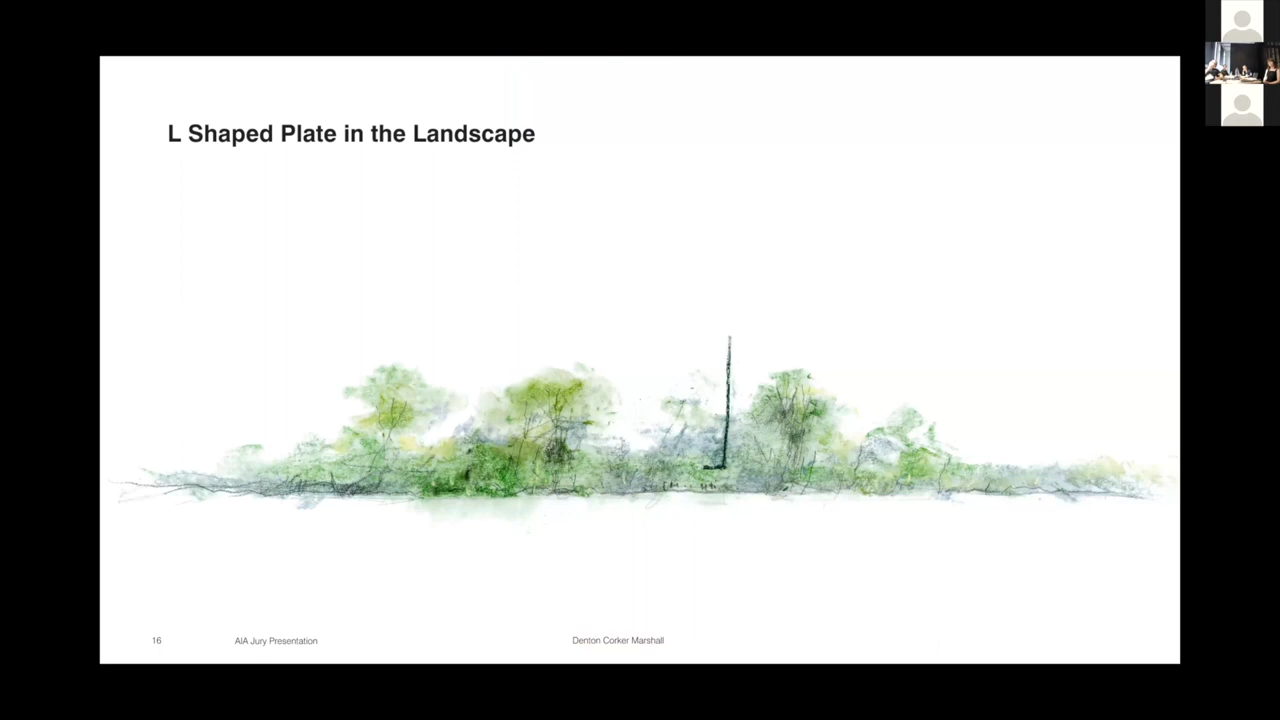 L Shaped Plate in the Landscape
16 AIA Jury Presentation Denton Corker Marshall